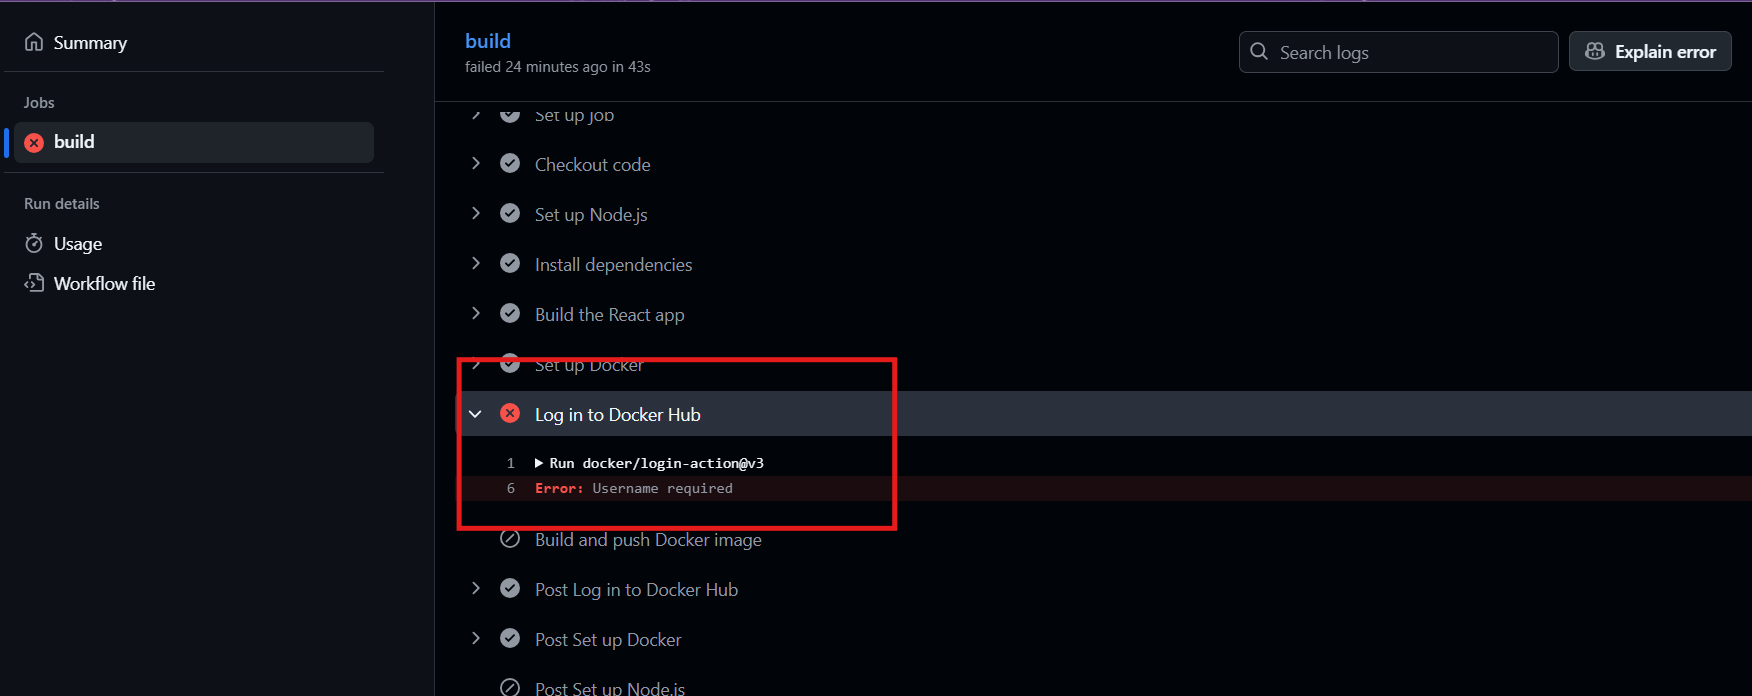 Summary
Jobs
build
Run details
Usage
Workflow file
build
failed 24 minutes ago in 43s
Search logs
Explain error
Set up job
Checkout code
Set up Node.js
Install dependencies
Build the React app
Set up Docker
Log in to Docker Hub
1 Run docker/login-action@v3
6 Error: Username required
Build and push Docker image
Post Log in to Docker Hub
Post Set up Docker
Post Set up Node.js